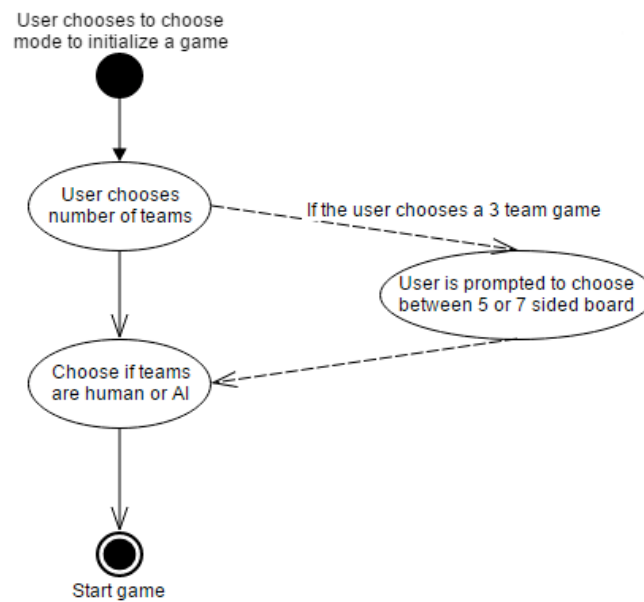 User chooses to choose
mode to initialize a game
User chooses
number of teams
If the user chooses a 3 team game
User is prompted to choose
between 5 or 7 sided board
Choose if teams
are human or AI
Start game